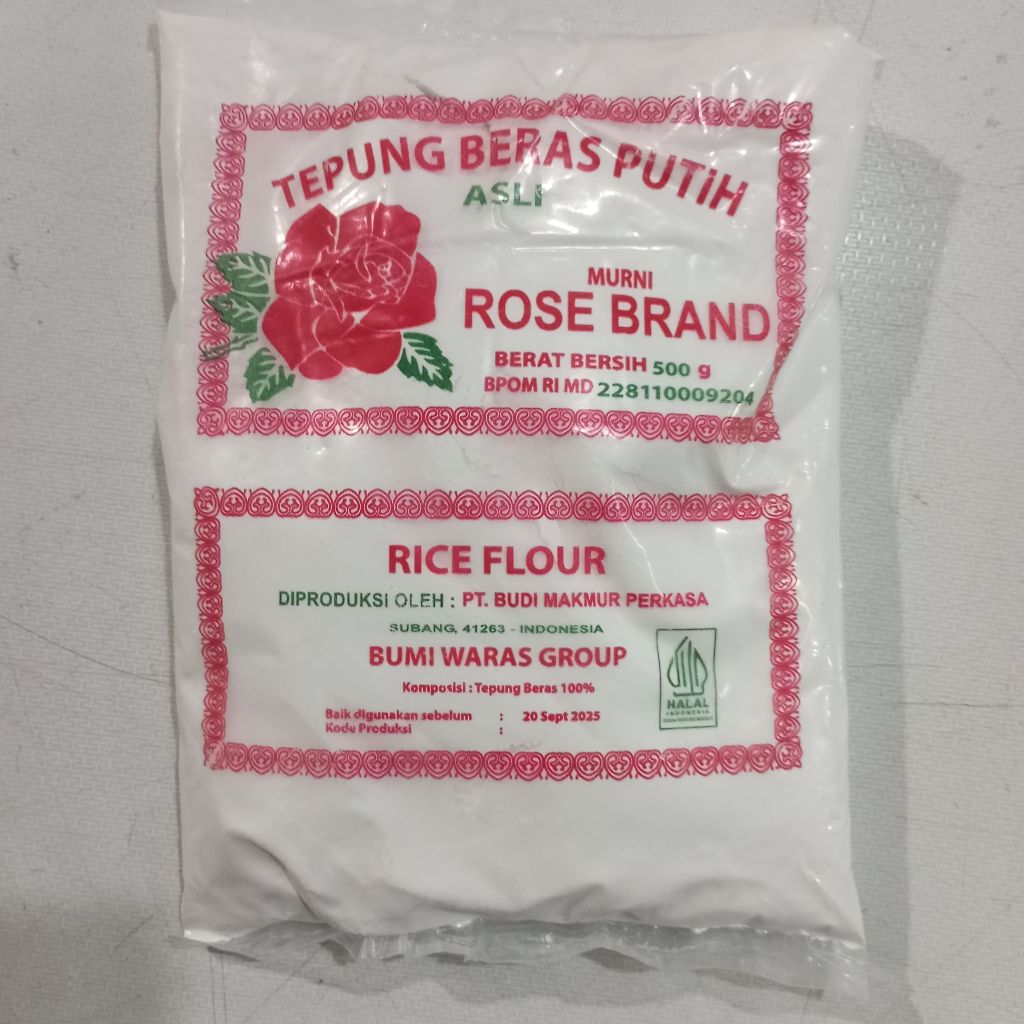 TEPUNG BERAS PUTiH
ASLI
MURNI
ROSE BRAND
BERAT BERSIH 500 g
BPOM RI MD 228110009204
RICE FLOUR
DIPRODUKSI OLEH : PT. BUDI MAKMUR PERKASA
SUBANG, 41263 - INDONESIA
BUMI WARAS GROUP
Komposisi : Tepung Beras 100%
Baik digunakan sebelum : 20 Sept 2025
Kode Produksi :
HALAL
INDONESIA